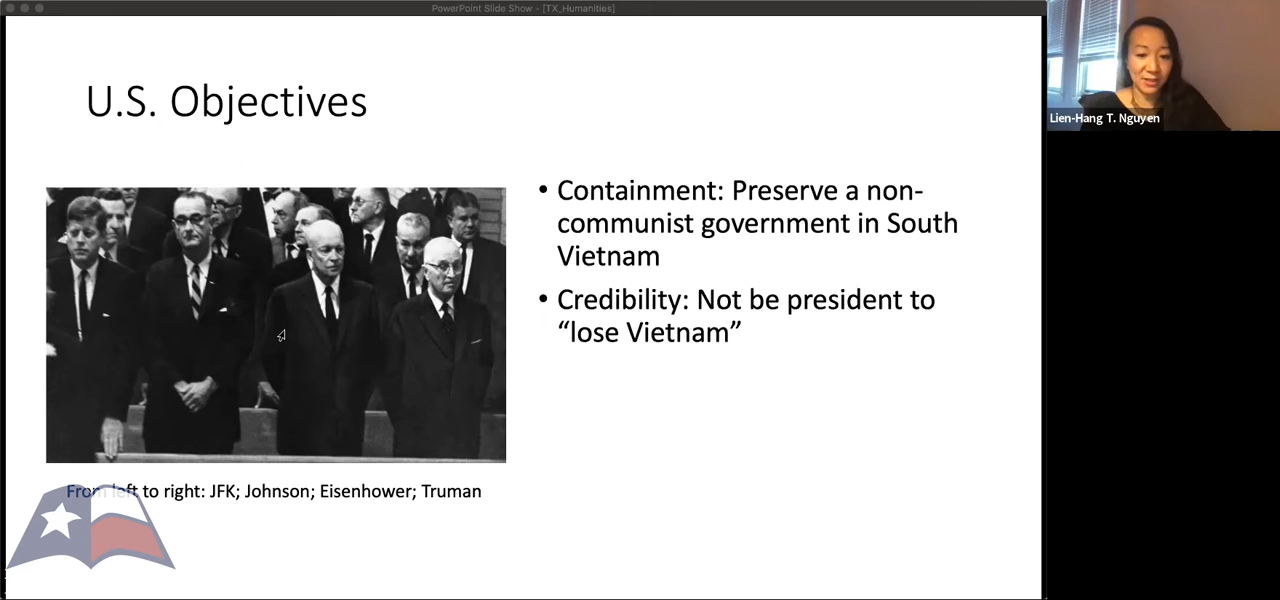 PowerPoint Slide Show - [TX_Humanities]
U.S. Objectives
Lien-Hang T. Nguyen
• Containment: Preserve a non-
communist government in South
Vietnam
• Credibility: Not be president to
“lose Vietnam”
From left to right: JFK; Johnson; Eisenhower; Truman